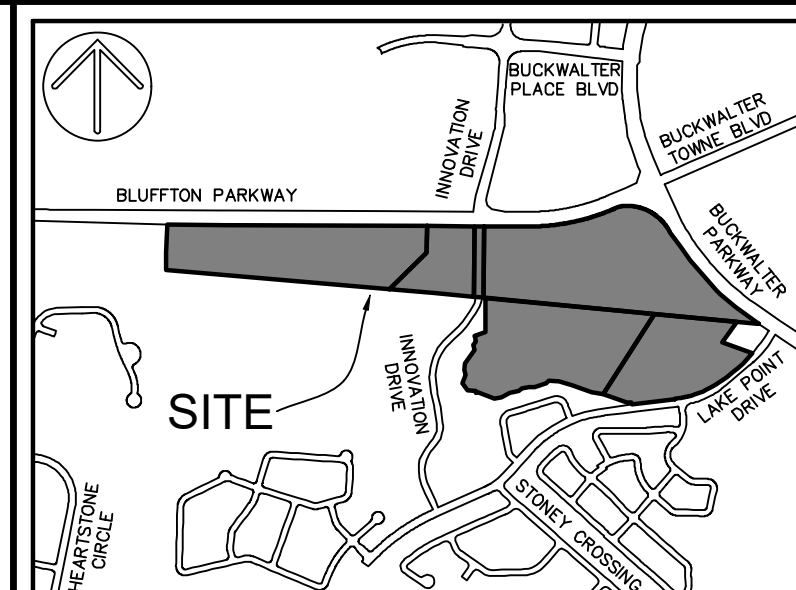 BUCKWALTER
PLACE BLVD
BUCKWALTER
TOWNE BLVD
INNOVATION
DRIVE
BLUFFTON PARKWAY
BUCKWALTER
PARKWAY
INNOVATION
DRIVE
LAKE POINT
DRIVE
SITE
HEARTSTONE
CIRCLE
STONEY CROSSING